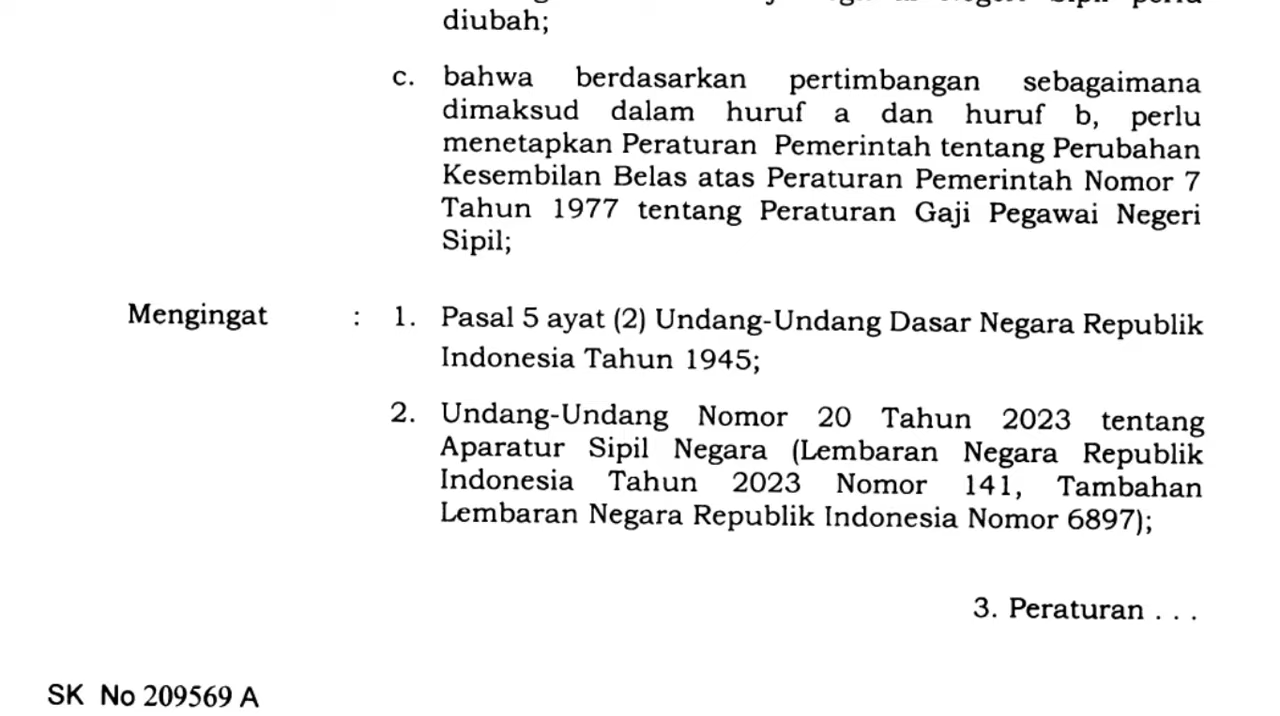 diubah;
c. bahwa berdasarkan pertimbangan sebagaimana
dimaksud dalam huruf a dan huruf b, perlu
menetapkan Peraturan Pemerintah tentang Perubahan
Kesembilan Belas atas Peraturan Pemerintah Nomor 7
Tahun 1977 tentang Peraturan Gaji Pegawai Negeri
Sipil;
Mengingat : 1. Pasal 5 ayat (2) Undang-Undang Dasar Negara Republik
Indonesia Tahun 1945;
2. Undang-Undang Nomor 20 Tahun 2023 tentang
Aparatur Sipil Negara (Lembaran Negara Republik
Indonesia Tahun 2023 Nomor 141, Tambahan
Lembaran Negara Republik Indonesia Nomor 6897);
3. Peraturan . . .
SK No 209569 A